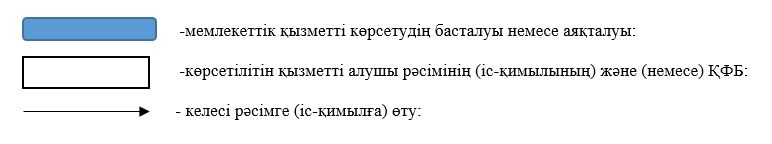 -мемлекеттік қызметті көрсетудің басталуы немесе аяқталуы:
-көрсетілітін қызметті алушы рәсімінің (іс-қимылының) және (немесе) ҚФБ:
- келесі рәсімге (іс-қимылға) өту: